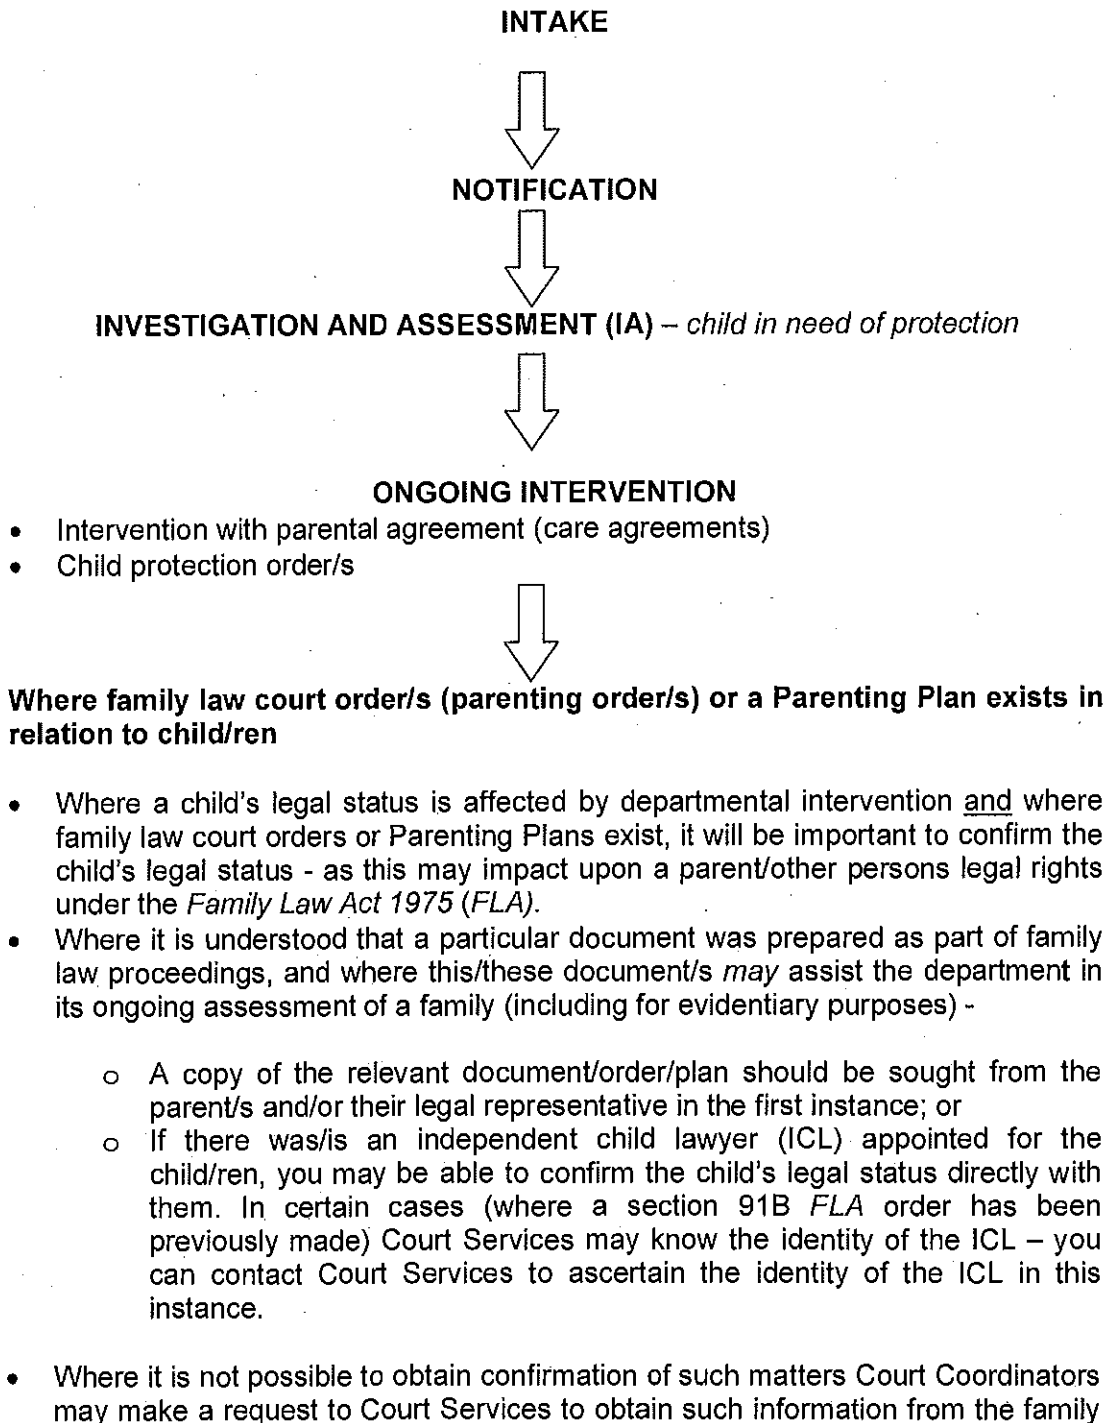 INTAKE
NOTIFICATION
INVESTIGATION AND ASSESSMENT (IA) – child in need of protection
ONGOING INTERVENTION
• Intervention with parental agreement (care agreements)
• Child protection order/s
Where family law court order/s (parenting order/s) or a Parenting Plan exists in
relation to child/ren
• Where a child's legal status is affected by departmental intervention and where
family law court orders or Parenting Plans exist, it will be important to confirm the
child's legal status - as this may impact upon a parent/other persons legal rights
under the Family Law Act 1975 (FLA).
• Where it is understood that a particular document was prepared as part of family
law proceedings, and where this/these document/s may assist the department in
its ongoing assessment of a family (including for evidentiary purposes) -
o A copy of the relevant document/order/plan should be sought from the
parent/s and/or their legal representative in the first instance; or
o If there was/is an independent child lawyer (ICL) appointed for the
child/ren, you may be able to confirm the child's legal status directly with
them. In certain cases (where a section 91B FLA order has been
previously made) Court Services may know the identity of the ICL – you
can contact Court Services to ascertain the identity of the ICL in this
instance.
• Where it is not possible to obtain confirmation of such matters Court Coordinators
may make a request to Court Services to obtain such information from the family